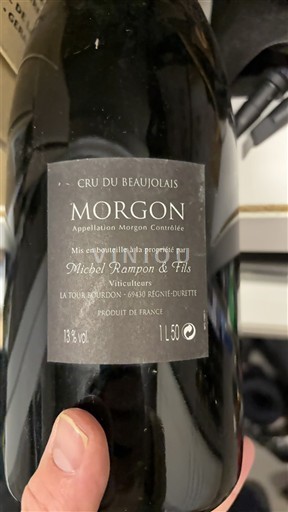 CRU DU BEAUJOLAIS
MORGON
Appellation Morgon Contrôlée
Mis en bouteille à la propriété par
VINIOU
Michel Rampon & Fils
Viticulteurs
LA TOUR BOURDON - 69430 RÉGNIÉ-DURETTE
PRODUIT DE FRANCE
13 % vol. 1 L 50